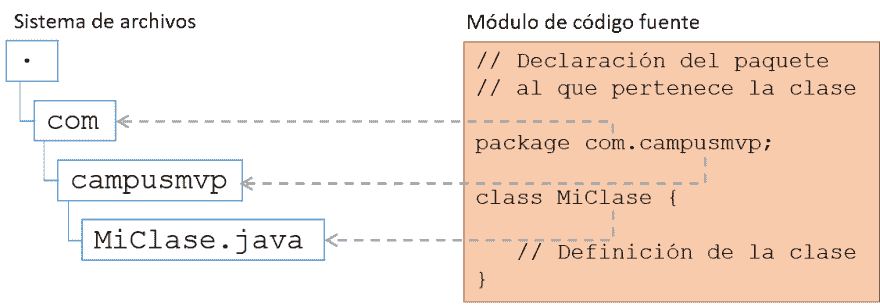 Sistema de archivos
.
com
campusmvp
MiClase.java
Módulo de código fuente
// Declaración del paquete
// al que pertenece la clase
package com.campusmvp;
class MiClase {
// Definición de la clase
}